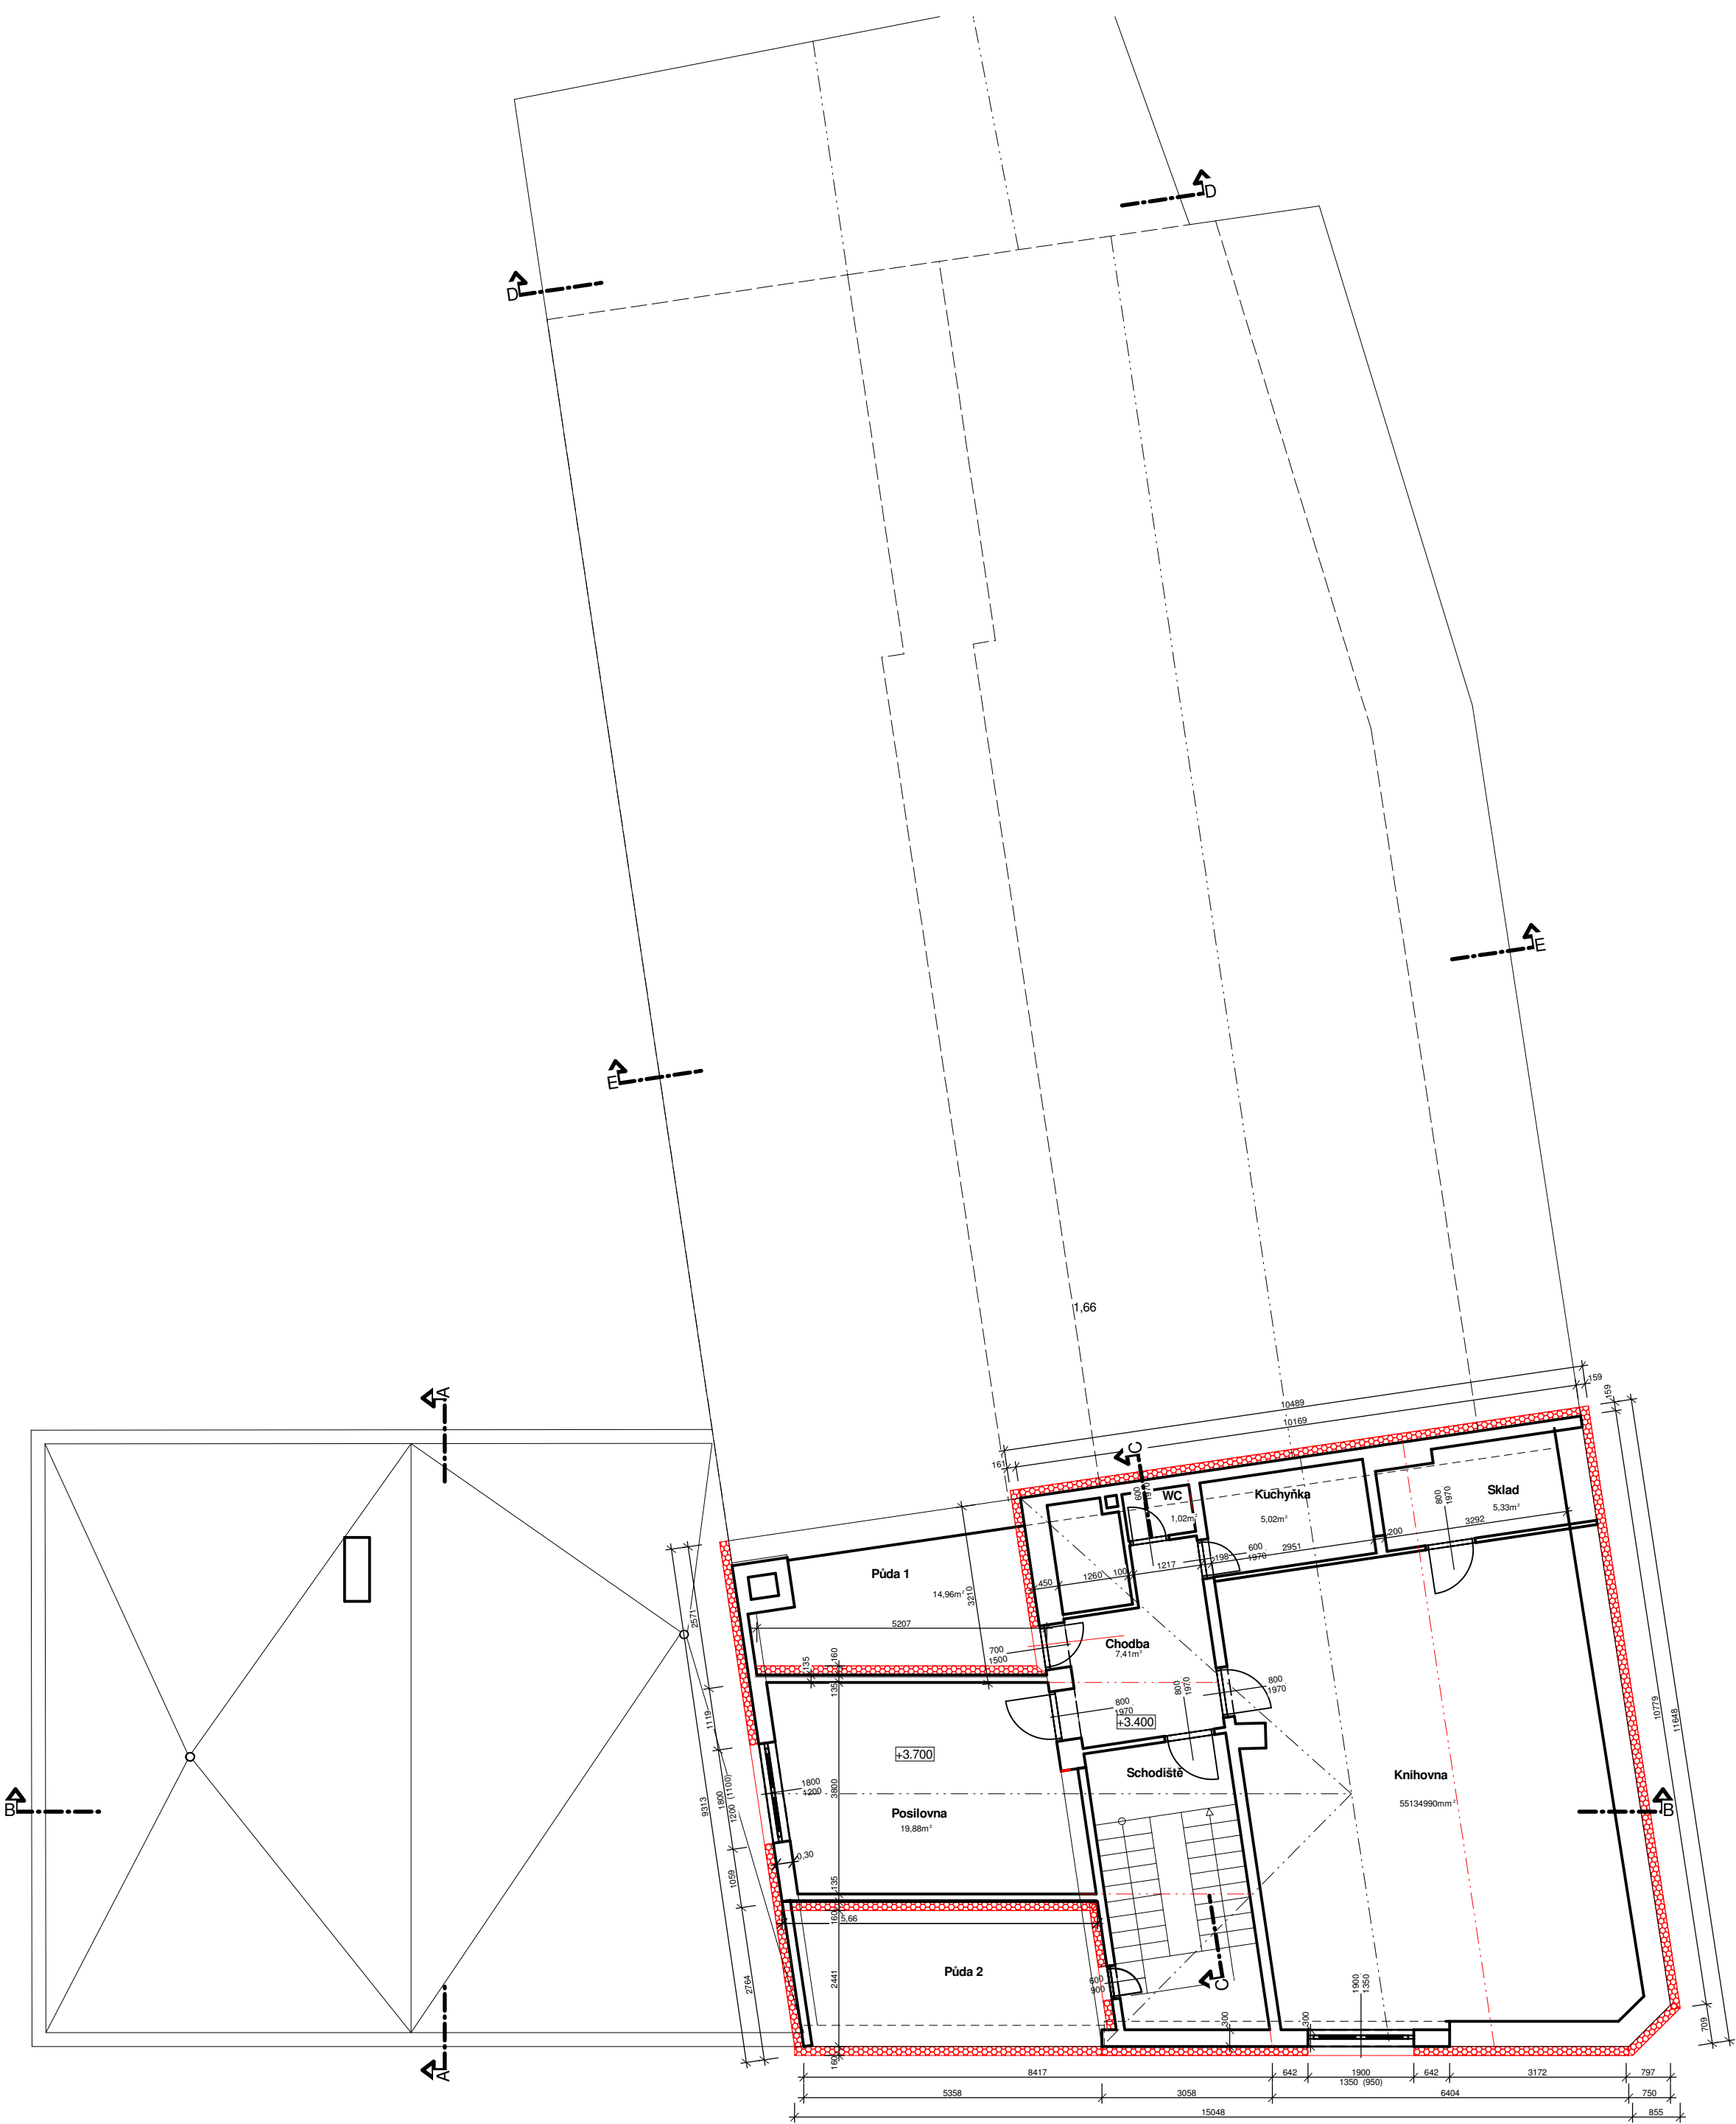 D
D
E
E
1,66
A
10489
159
10169
159
161
C
WC
1,02m²
600
1970
Kuchyňka
5,02m²
Sklad
5,33m²
800
1970
3292
200
2951
600
1970
198
1217
100
1260
450
Půda 1
14,96m²
3210
2571
5207
Chodba
7,41m²
700
1500
160
135
135
800
1970
800
1970
800
1970
+3.400
1119
10779
11648
+3.700
Schodiště
Knihovna
55134990mm²
1800
1200
3800
1800
1200 (1100)
9313
Posilovna
19,88m²
B
B
0,30
1059
135
160
5,66
Půda 2
2441
2764
600
900
C
1900
1350
300
300
709
A
160
8417
642
1900
1350 (950)
642
3172
797
5358
3058
6404
750
15048
855